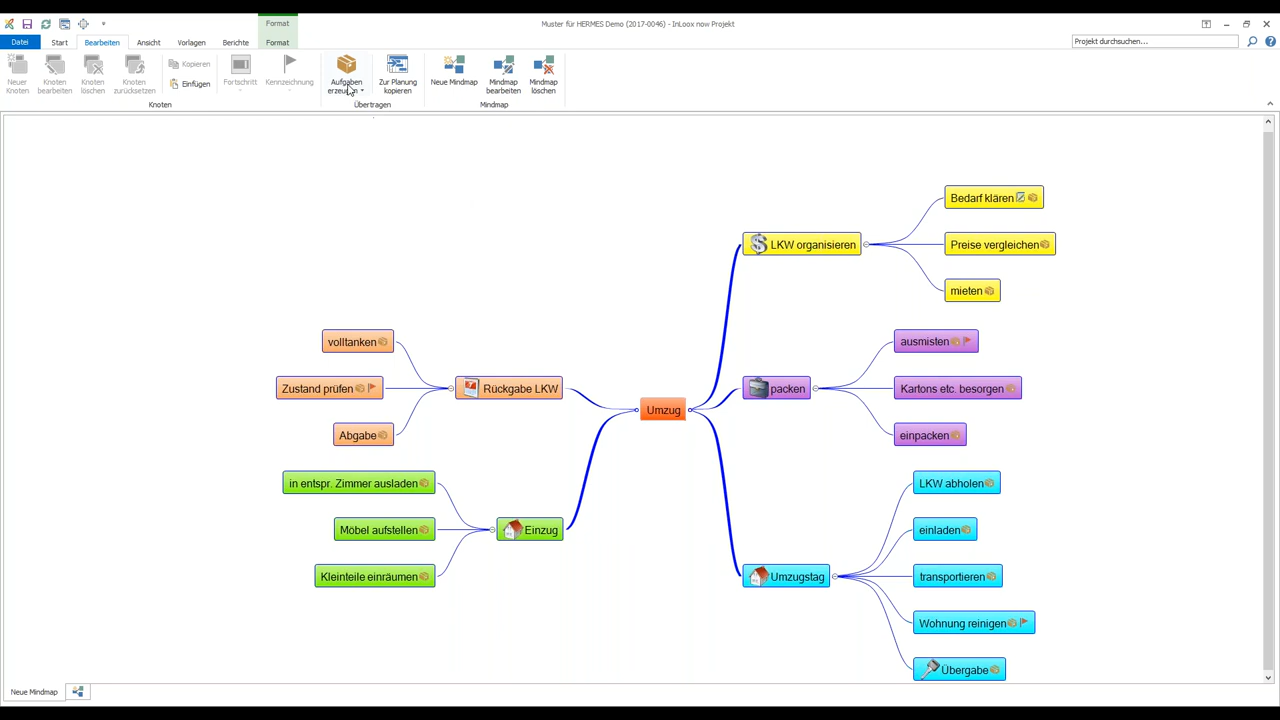 Format
Muster für HERMES Demo (2017-0046) - InLoox now Projekt
Datei Start Bearbeiten Ansicht Vorlagen Berichte Format
Projekt durchsuchen...
Neuer Knoten
Knoten bearbeiten
Knoten löschen
Knoten zurücksetzen
Kopieren
Einfügen
Fortschritt
Kennzeichnung
Aufgaben
Zur Planung kopieren
Neue Mindmap
Mindmap bearbeiten
Mindmap löschen
Knoten
Übertragen
Mindmap
Bedarf klären
LKW organisieren
Preise vergleichen
mieten
volltanken
ausmisten
Zustand prüfen
Rückgabe LKW
packen
Kartons etc. besorgen
Umzug
Abgabe
einpacken
in entspr. Zimmer ausladen
LKW abholen
Möbel aufstellen
Einzug
einladen
Kleinteile einräumen
Umzugstag
transportieren
Wohnung reinigen
Übergabe
Neue Mindmap